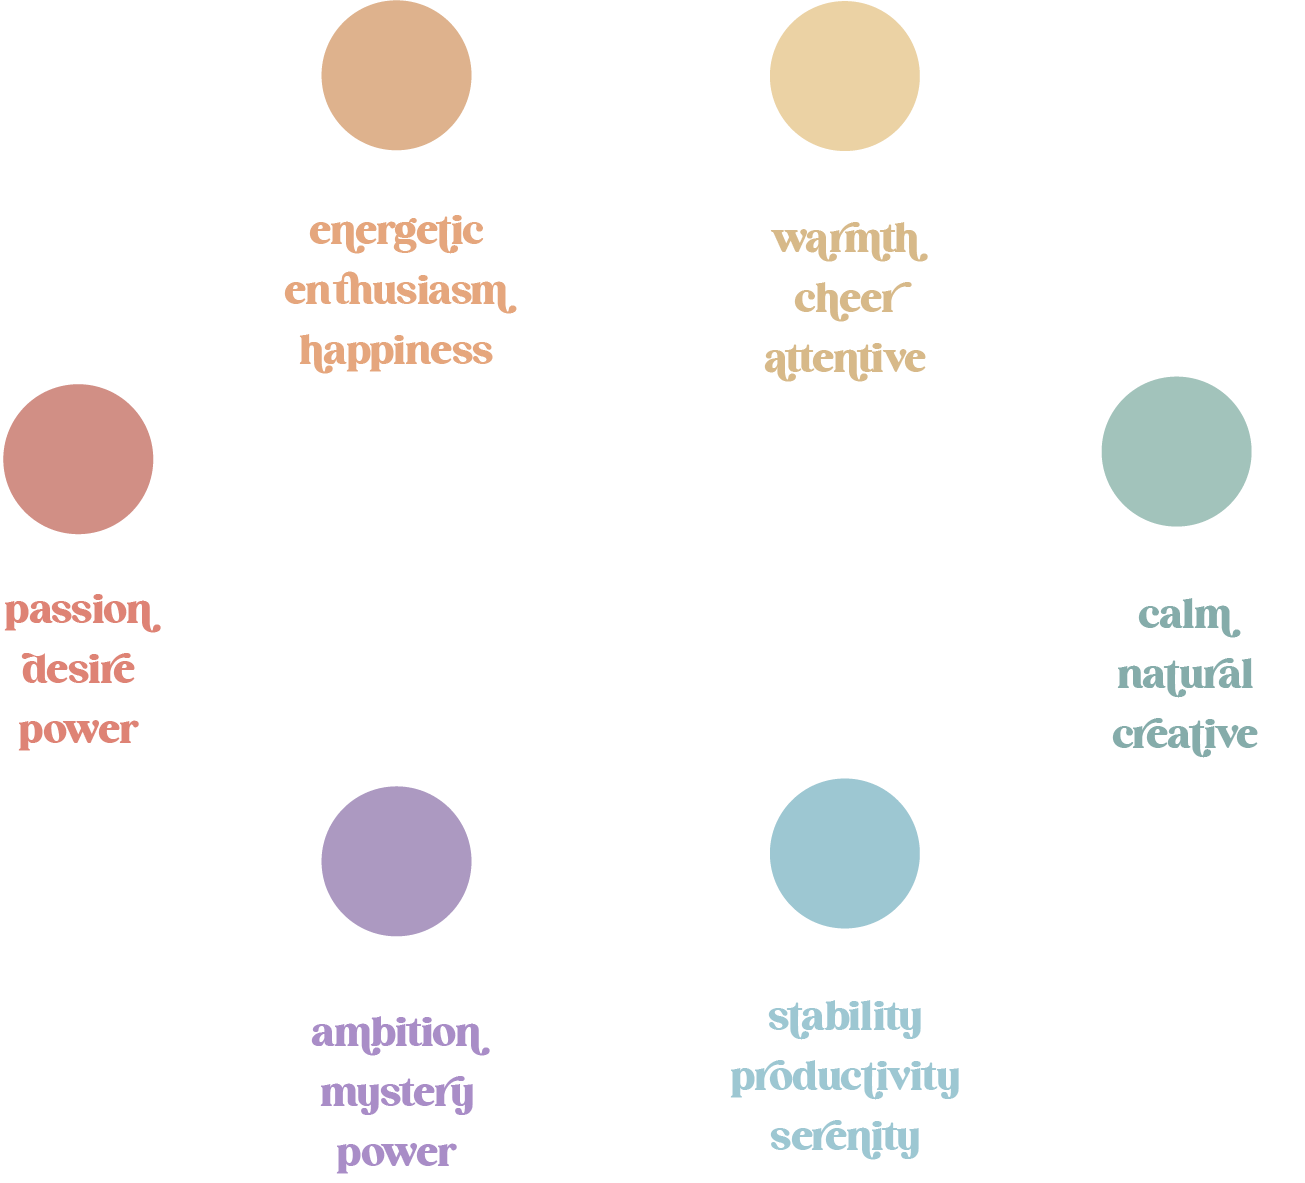 energetic
enthusiasm
happiness
warmth
cheer
attentive
passion
desire
power
calm
natural
creative
ambition
mystery
power
stability
productivity
serenity